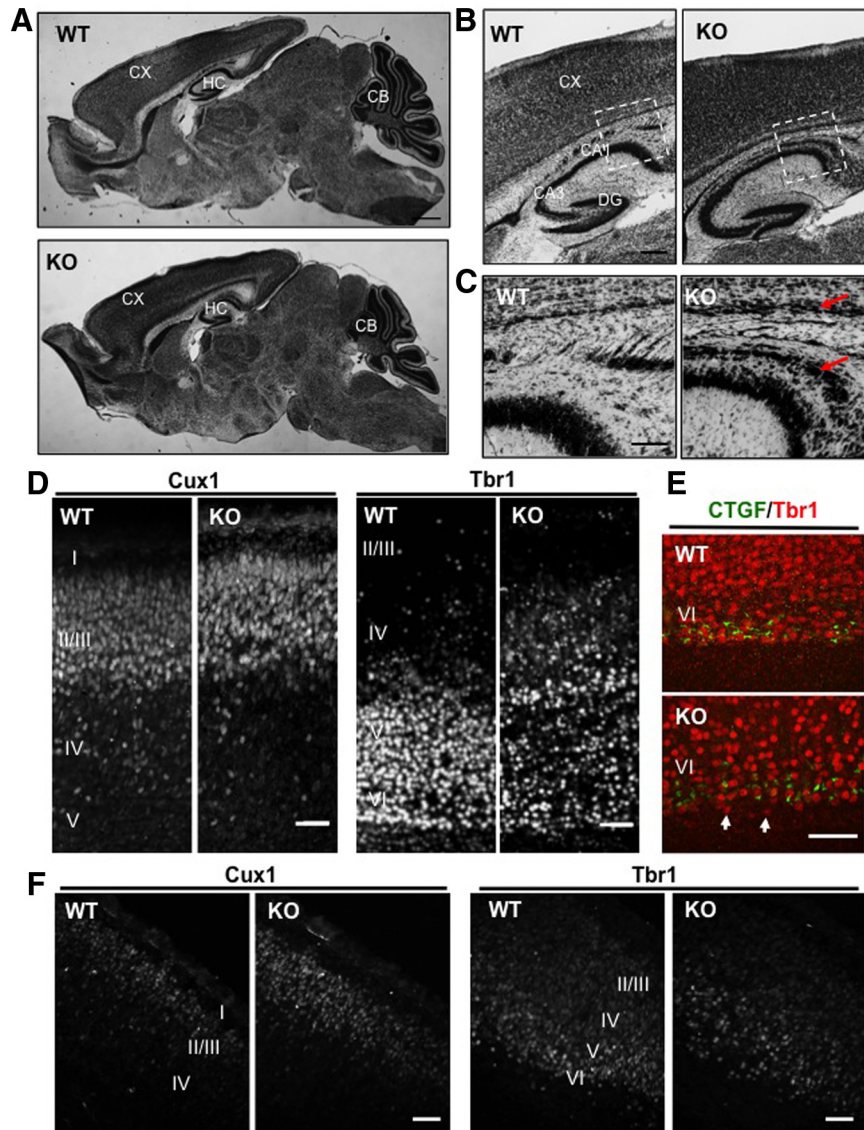 A
WT
CX
HC
CB
KO
CX
HC
CB
B
WT
KO
CX
CA1
CA3
DG
C
WT
KO
D
Cux1
WT
KO
I
II/III
IV
V
Tbr1
WT
KO
II/III
IV
V
VI
E
CTGF/Tbr1
WT
VI
KO
VI
F
Cux1
WT
KO
I
II/III
IV
Tbr1
WT
KO
II/III
IV
V
VI